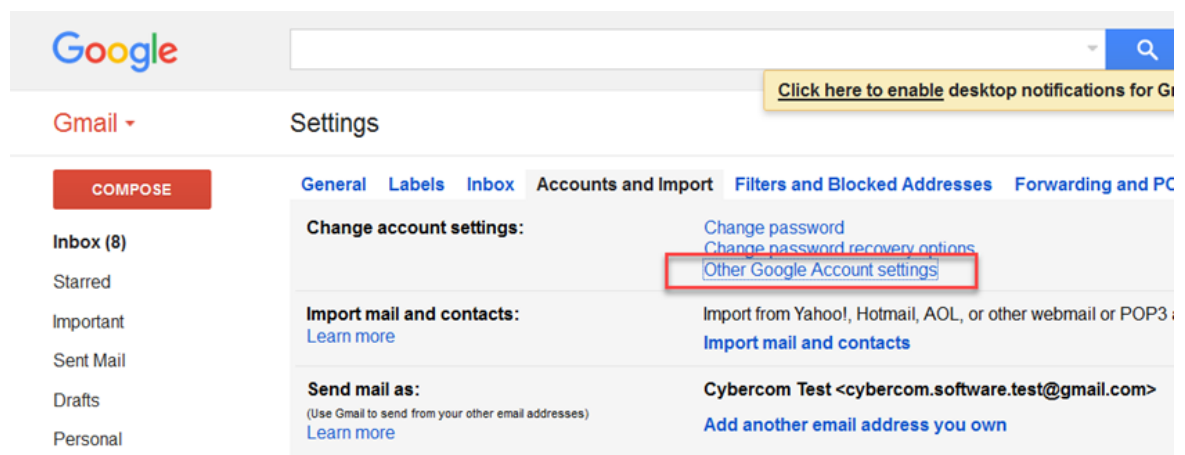 Google
Click here to enable desktop notifications for
Gmail
Settings
COMPOSE
General Labels Inbox Accounts and Import Filters and Blocked Addresses Forwarding and
Inbox (8)
Starred
Important
Sent Mail
Drafts
Personal
Change account settings:
Change password
Change password recovery options
Other Google Account settings
Import mail and contacts:
Learn more
Import from Yahoo!, Hotmail, AOL, or other webmail or POP3
Import mail and contacts
Send mail as:
(Use Gmail to send from your other email addresses)
Learn more
Cybercom Test <cybercom.software.test@gmail.com>
Add another email address you own